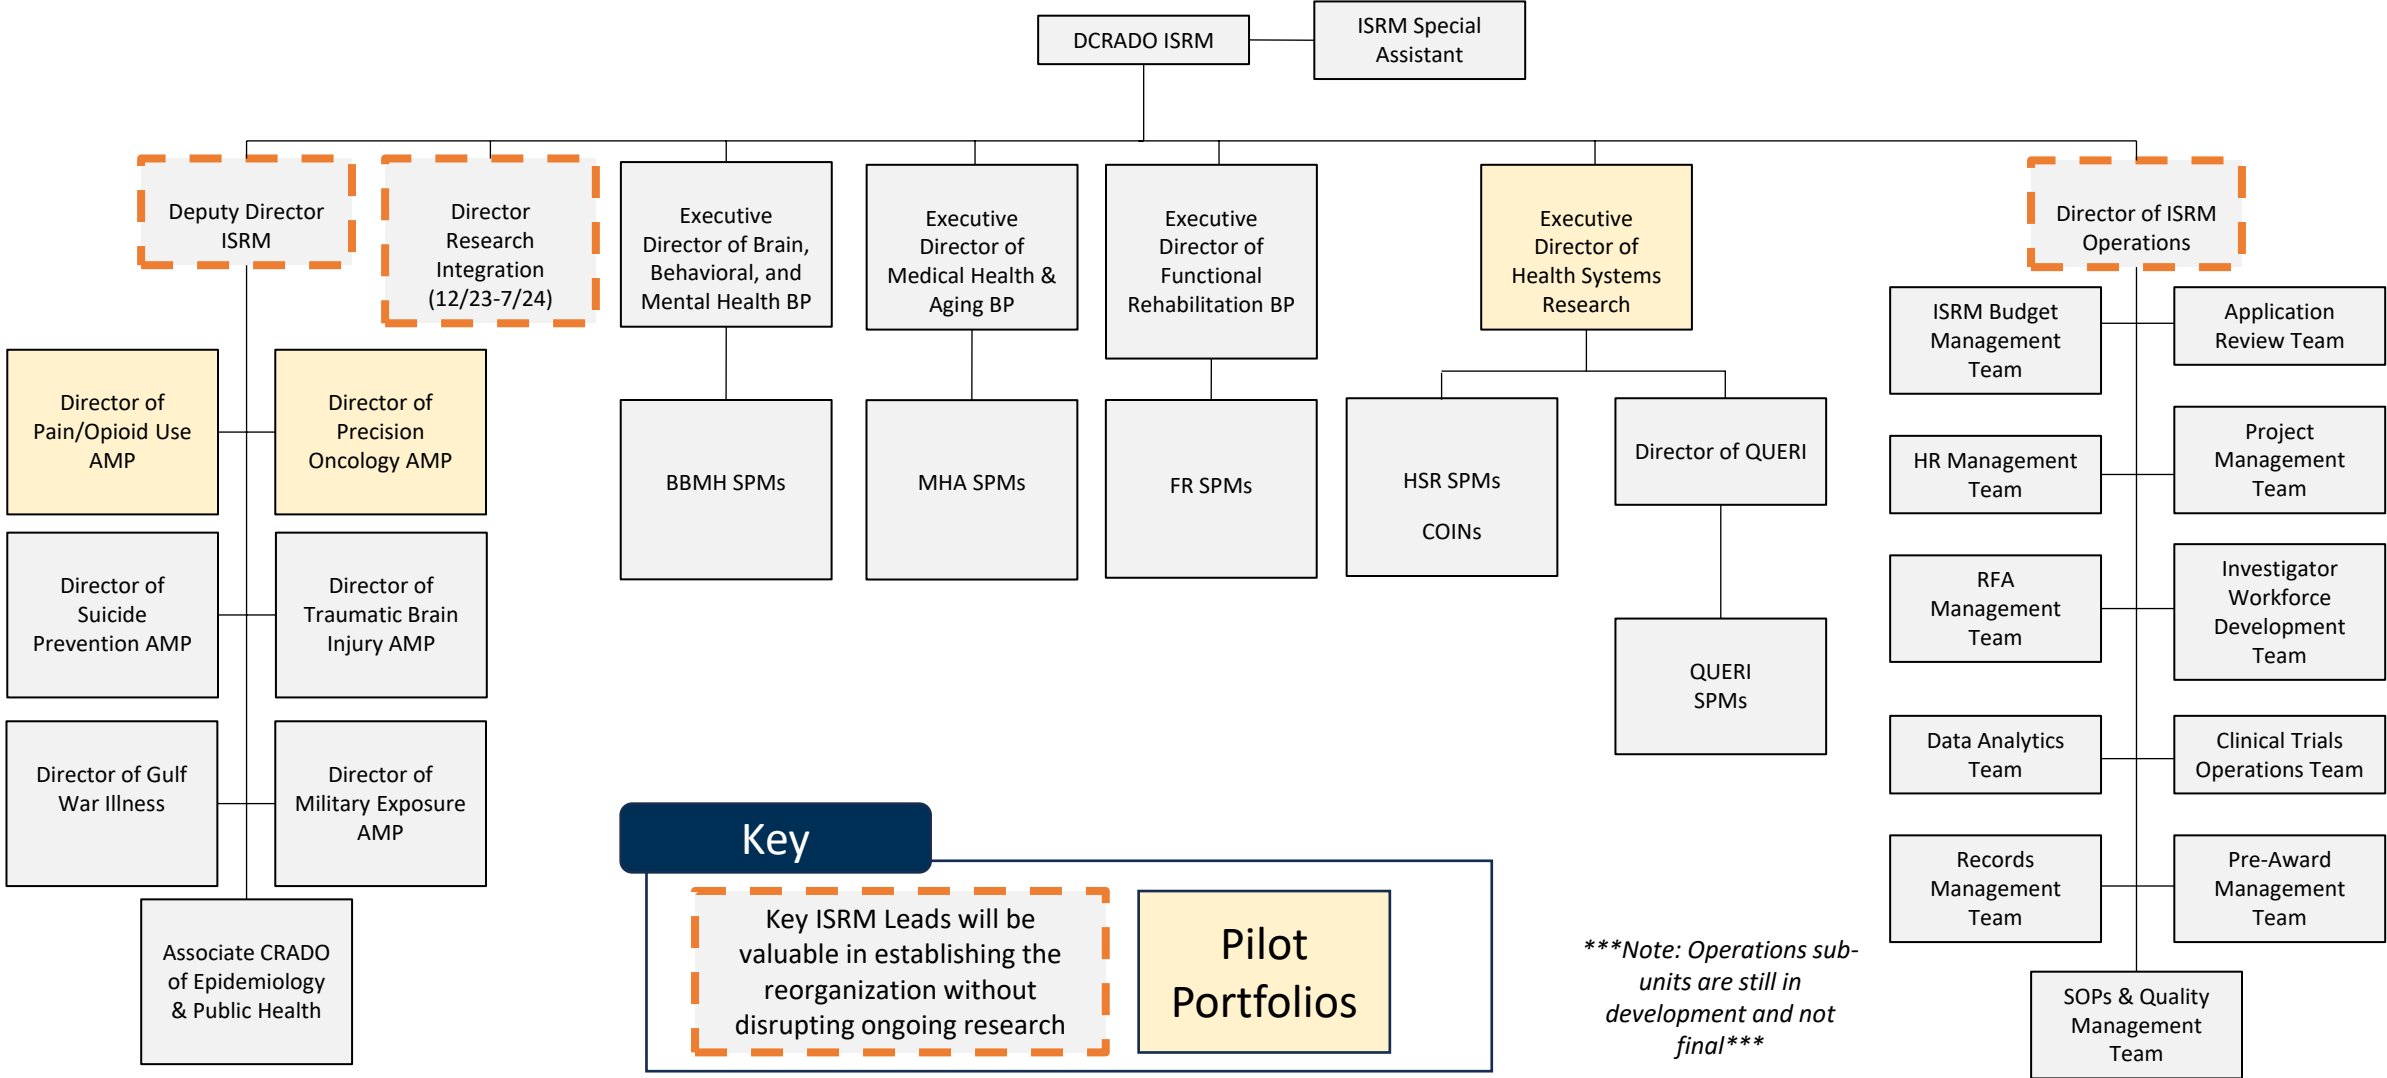 DCRADO ISRM
ISRM Special
Assistant
Deputy Director
ISRM
Director
Research
Integration
(12/23-7/24)
Executive
Director of Brain,
Behavioral, and
Mental Health BP
Executive
Director of
Medical Health &
Aging BP
Executive
Director of
Functional
Rehabilitation BP
Executive
Director of
Health Systems
Research
Director of ISRM
Operations
Director of
Pain/Opioid Use
AMP
Director of
Precision
Oncology AMP
Director of
Suicide
Prevention AMP
Director of
Traumatic Brain
Injury AMP
Director of Gulf
War Illness
Director of
Military Exposure
AMP
Associate CRADO
of Epidemiology
& Public Health
BBMH SPMs
MHA SPMs
FR SPMs
HSR SPMs
COINs
Director of QUERI
QUERI
SPMs
ISRM Budget
Management
Team
Application
Review Team
HR Management
Team
Project
Management
Team
RFA
Management
Team
Investigator
Workforce
Development
Team
Data Analytics
Team
Clinical Trials
Operations Team
Records
Management
Team
Pre-Award
Management
Team
SOPs & Quality
Management
Team
Key
Key ISRM Leads will be
valuable in establishing the
reorganization without
disrupting ongoing research
Pilot
Portfolios
***Note: Operations sub-
units are still in
development and not
final***